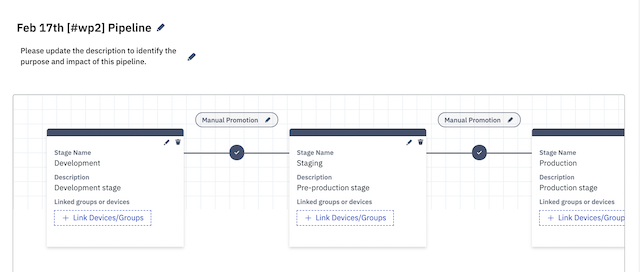 Feb 17th [#wp2] Pipeline
Please update the description to identify the
purpose and impact of this pipeline.
Manual Promotion
Manual Promotion
Stage Name
Development
Description
Development stage
Linked groups or devices
+ Link Devices/Groups
Stage Name
Staging
Description
Pre-production stage
Linked groups or devices
+ Link Devices/Groups
Stage Name
Production
Description
Production stage
Linked groups or devices
+ Link Devices/Groups